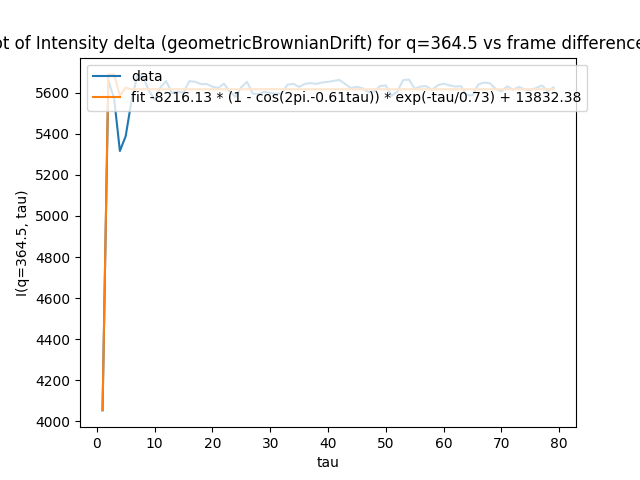 of Intensity delta (geometricBrownianDrift) for q=364.5 vs frame difference
data
fit -8216.13 * (1 - cos(2pi.-0.61tau)) * exp(-tau/0.73) + 13832.38
I(q=364.5, tau)
5600
5400
5200
5000
4800
4600
4400
4200
4000
0 10 20 30 40 50 60 70 80
tau